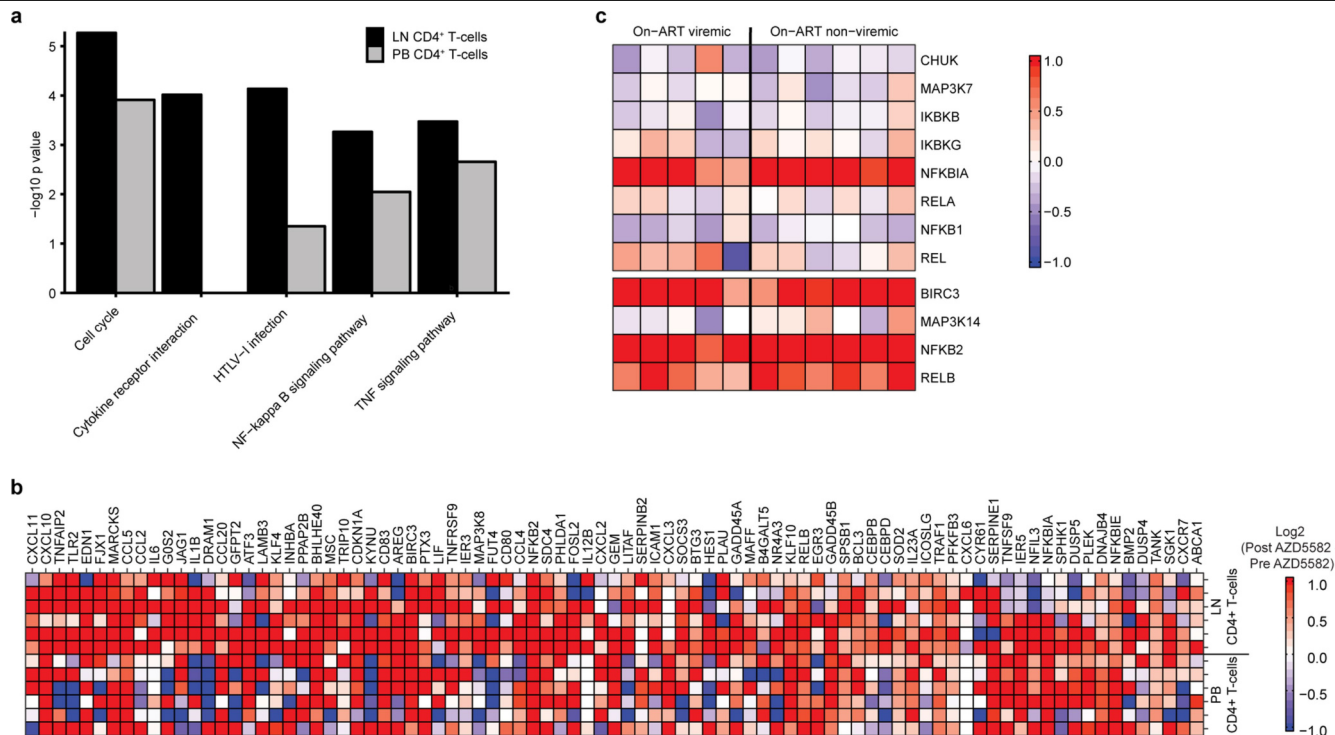 a
5
4
3
2
1
0
−log10 p value
LN CD4⁺ T-cells
PB CD4⁺ T-cells
Cell cycle
Cytokine receptor interaction
HTLV−I infection
NF−kappa B signaling pathway
TNF signaling pathway
c
On-ART viremic
On-ART non-viremic
CHUK
MAP3K7
IKBKB
IKBKG
NFKBIA
RELA
NFKB1
REL
BIRC3
MAP3K14
NFKB2
RELB
1.0
0.5
0.0
−0.5
−1.0
b
CXCL11
CXCL10
TNFAIP2
TLR2
EDN1
FJX1
MARCKS
CCL5
CCL2
IL6
G0S2
JAG1
IL1B
DRAM1
CCL20
GFPT2
ATF3
LAMB3
KLF4
INHBA
PPAP2B
BHLHE40
MSC
TRIP10
CDKN1A
KYNU
CD83
AREG
BIRC3
PTX3
LIF
TNFRSF9
IER3
MAP3K8
FUT4
CD80
CCL4
NFKB2
SDC4
PHLDA1
FOSL2
IL12B
CXCL2
GEM
LITAF
SERPINB2
ICAM1
CXCL3
SOCS3
BTG3
HES1
PLAU
GADD45A
MAFF
B4GALT5
NR4A3
KLF10
RELB
EGR3
GADD45B
SPSB1
BCL3
CEBPB
CEBPD
SOD2
IL23A
ICOSLG
TRAF1
PFKFB3
CXCL6
CCR61
SERPINE1
TNFSF9
IER5
NFIL3
NFKBIA
SPHK1
DUSP5
PLEK
DNAJB4
NFKBIE
BMP2
DUSP4
TANK
SGK1
CXCR7
ABCA1
LN
CD4+ T-cells
PB
CD4+ T-cells
Log2
(Post AZD5582
Pre AZD5582)
1.0
0.5
0.0
−0.5
−1.0